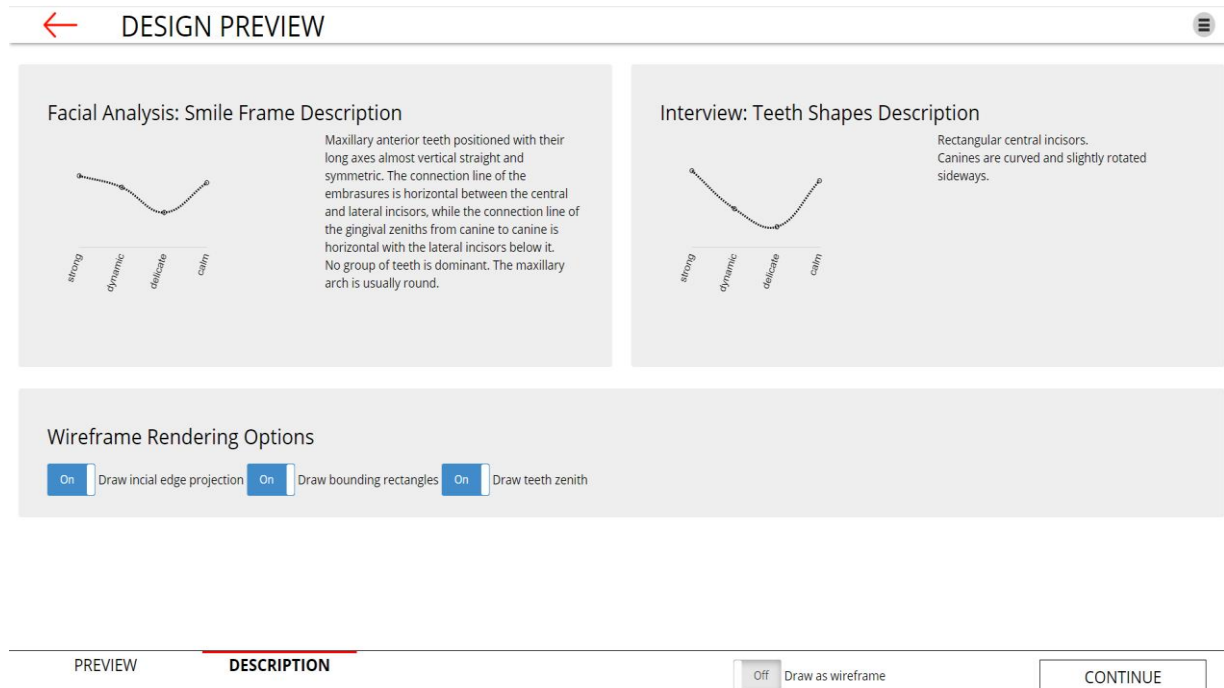 DESIGN PREVIEW
Facial Analysis: Smile Frame Description
Maxillary anterior teeth positioned with their
long axes almost vertical straight and
symmetric. The connection line of the
embrasures is horizontal between the central
and lateral incisors, while the connection line of
the gingival zeniths from canine to canine is
horizontal with the lateral incisors below it.
No group of teeth is dominant. The maxillary
arch is usually round.
strong
dynamic
delicate
calm
Interview: Teeth Shapes Description
Rectangular central incisors.
Canines are curved and slightly rotated
sideways.
strong
dynamic
delicate
calm
Wireframe Rendering Options
On Draw incial edge projection On Draw bounding rectangles On Draw teeth zenith
PREVIEW DESCRIPTION Off Draw as wireframe CONTINUE